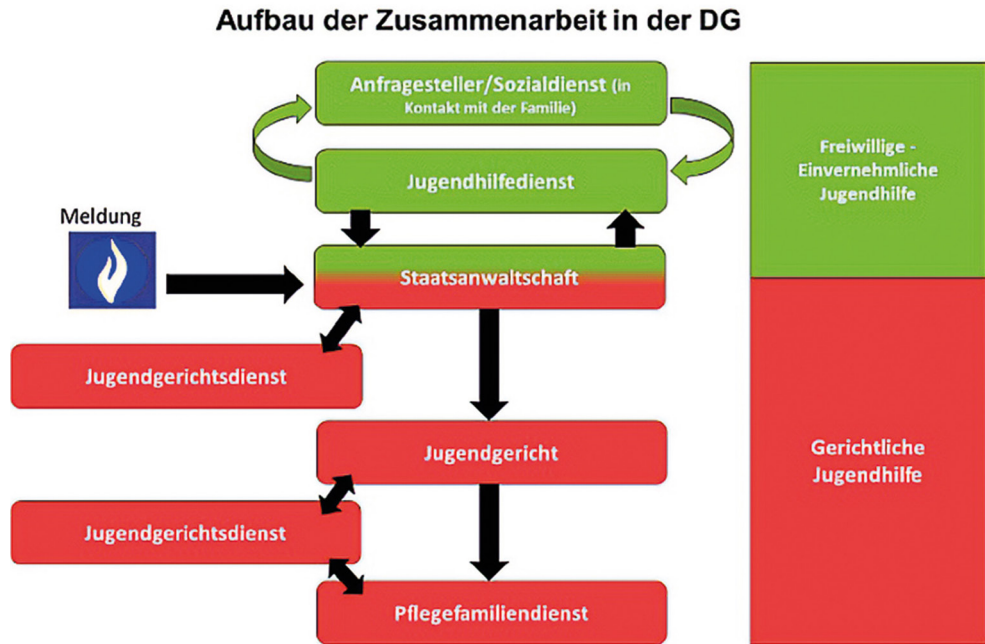 Aufbau der Zusammenarbeit in der DG
Anfragesteller/Sozialdienst (in
Kontakt mit der Familie)
Jugendhilfedienst
Freiwillige -
Einvernehmliche
Jugendhilfe
Meldung
Staatsanwaltschaft
Jugendgerichtsdienst
Jugendgericht
Gerichtliche
Jugendhilfe
Jugendgerichtsdienst
Pflegefamiliendienst